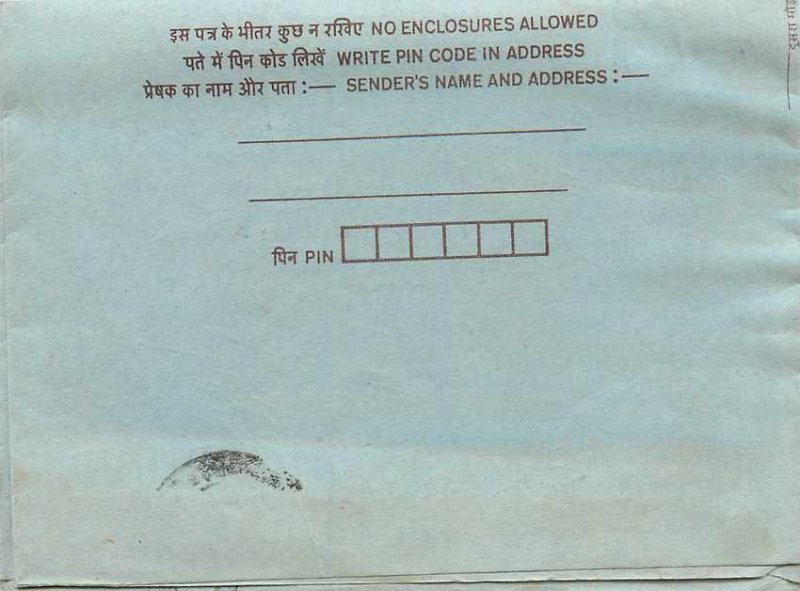 इस पत्र के भीतर कुछ न रखिए NO ENCLOSURES ALLOWED
पते में पिन कोड लिखें WRITE PIN CODE IN ADDRESS
प्रेषक का नाम और पता :— SENDER'S NAME AND ADDRESS :—
पिन PIN
दूसरा मोड़